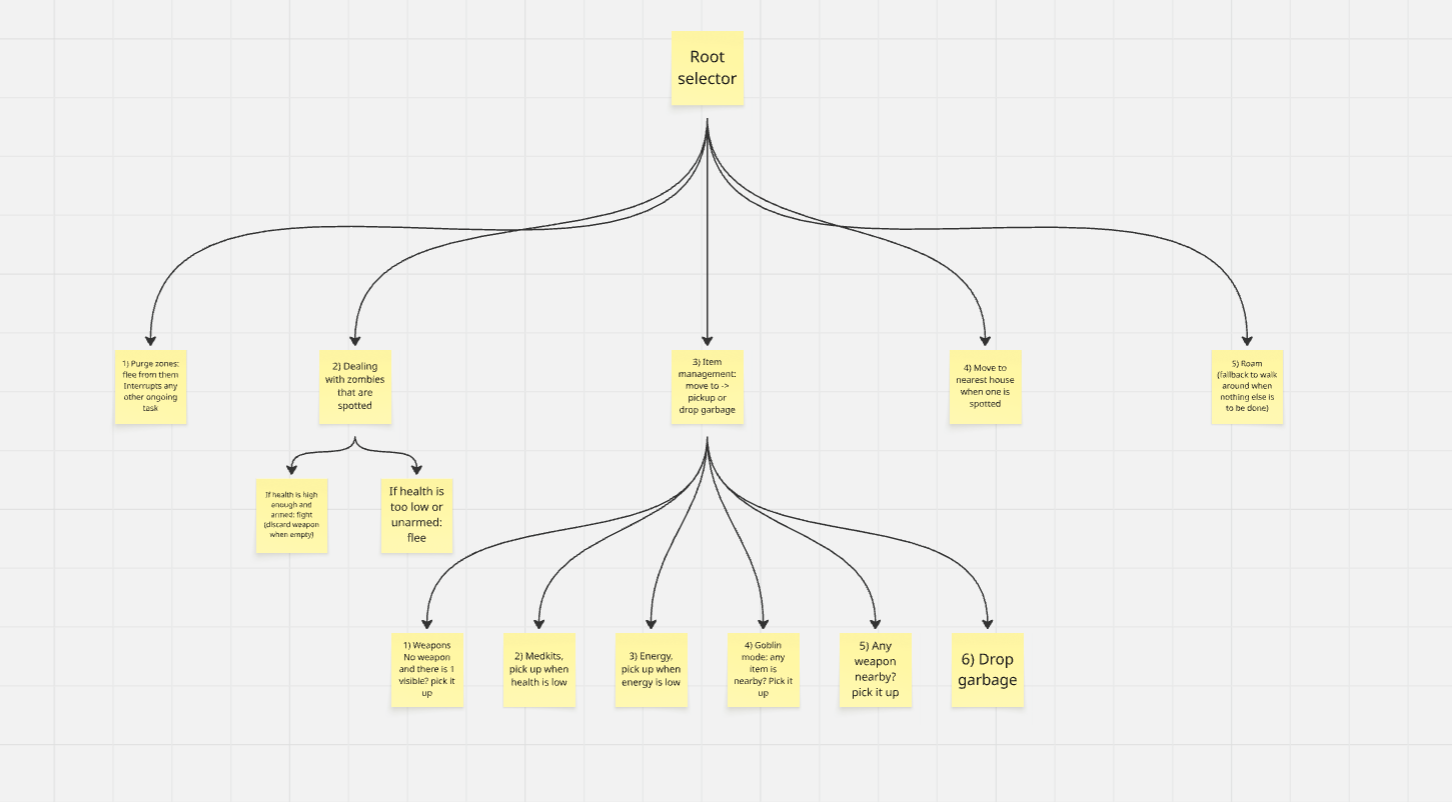 Root
selector
1) Purge zones:
flee from them
Interrupts any
other ongoing
task
2) Dealing
with zombies
that are
spotted
3) Item
management:
move to ->
pickup or
drop garbage
4) Move to
nearest house
when one is
spotted
5) Roam
(fallback to walk
around when
nothing else is
to be done)
If health is high
enough and
armed: fight
(discard weapon
when empty)
If health is
too low or
unarmed:
flee
1) Weapons
No weapon
and there is 1
visible? pick it
up
2) Medkits,
pick up when
health is low
3) Energy,
pick up when
energy is low
4) Goblin
mode: any
item is
nearby? Pick it
up
5) Any
weapon
nearby?
pick it up
6) Drop
garbage